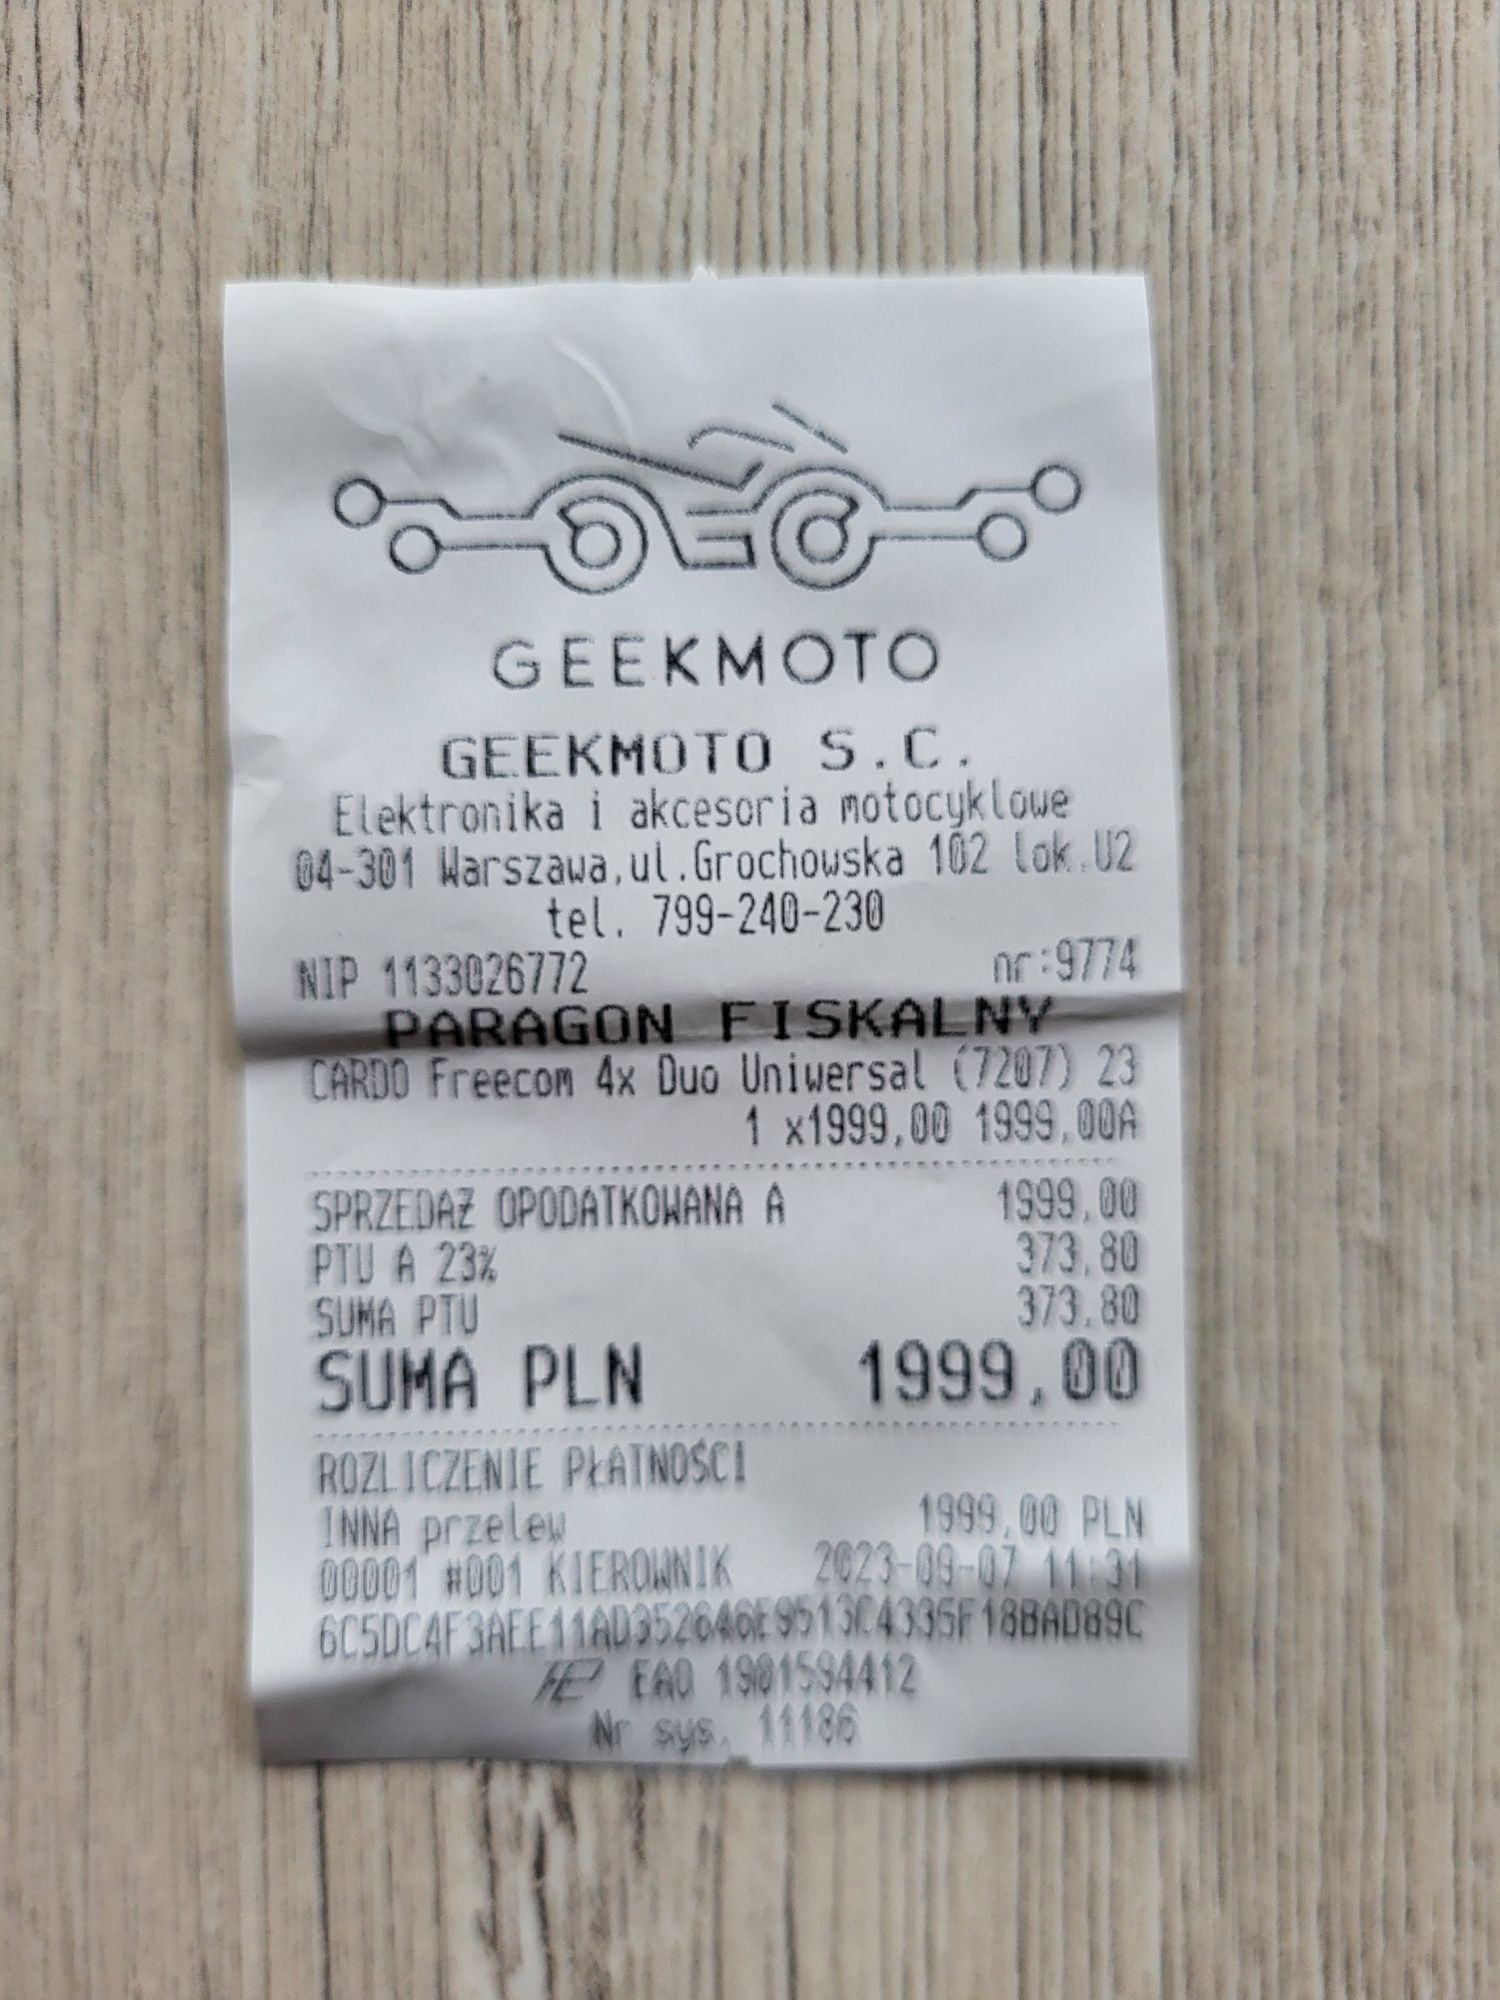 GEEKMOTO
GEEKMOTO S.C.
Elektronika i akcesoria motocyklowe
04-301 Warszawa,ul.Grochowska 102 lok.U2
tel. 799-240-230
NIP 1133026772 nr:9774
PARAGON FISKALNY
CARDO Freecom 4x Duo Uniwersal (7207) 23
1 x1999,00 1999,00A
SPRZEDAŻ OPODATKOWANA A 1999,00
PTU A 23% 373,80
SUMA PTU 373,80
SUMA PLN 1999,00
ROZLICZENIE PŁATNOŚCI
INNA przelew 1999,00 PLN
00001 #001 KIEROWNIK 2023-09-07 11:31
6C5DC4F3AEE11AD352646E9513C4335F18BAD89C
EAO 1901594412
Nr sys. 11186